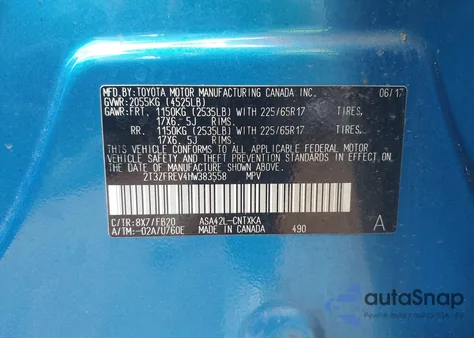 MFD.BY:TOYOTA MOTOR MANUFACTURING CANADA INC. 06/17
GVWR:2055KG (4525LB)
GAWR:FRT. 1150KG (2535LB) WITH 225/65R17 TIRES,
17X6.5J RIMS,
RR. 1150KG (2535LB) WITH 225/65R17 TIRES,
17X6.5J RIMS,
THIS VEHICLE CONFORMS TO ALL APPLICABLE FEDERAL MOTOR
VEHICLE SAFETY AND THEFT PREVENTION STANDARDS IN EFFECT ON
THE DATE OF MANUFACTURE SHOWN ABOVE.
2T3ZFREV4HW383558 MPV
C/TR:8X7/FB20 ASA42L-CNTXKA
A/TM:-02A/U760E MADE IN CANADA 490 A
autoSnap